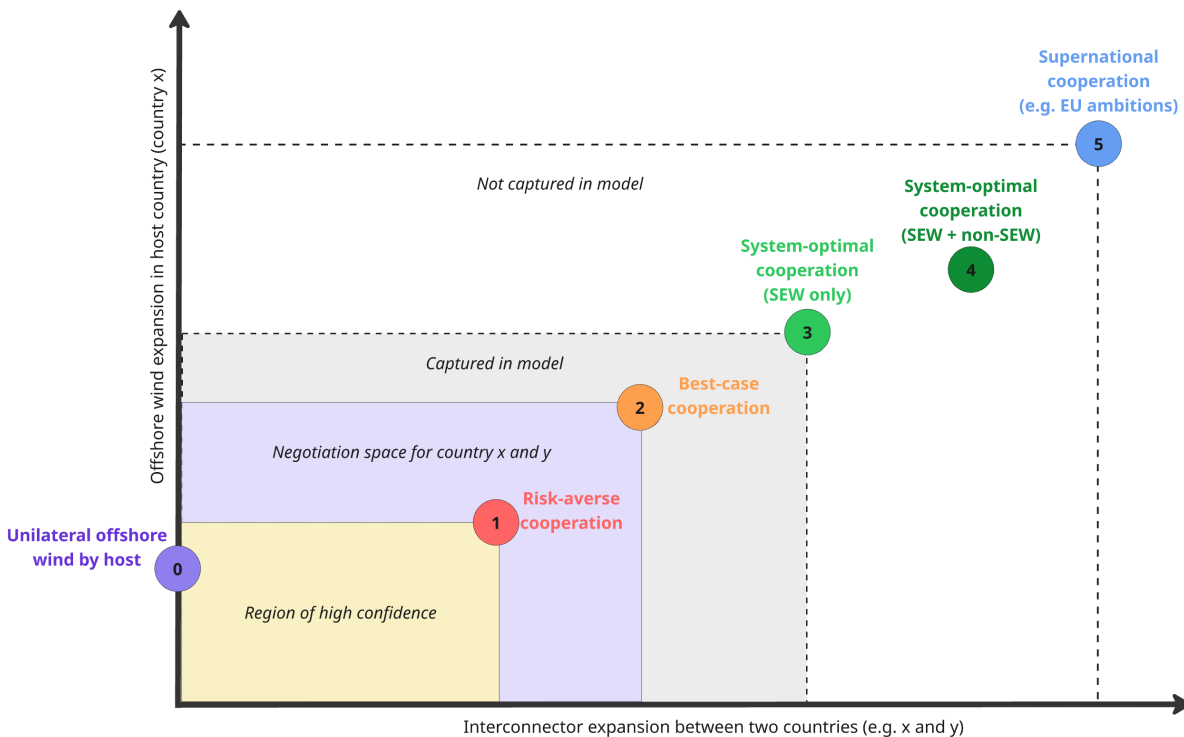 Supernational
cooperation
(e.g. EU ambitions)
5
Not captured in model
System-optimal
cooperation
(SEW + non-SEW)
4
System-optimal
cooperation
(SEW only)
3
Captured in model
Best-case
cooperation
2
Negotiation space for country x and y
Risk-averse
cooperation
1
Unilateral offshore
wind by host
0
Region of high confidence
Offshore wind expansion in host country (country x)
Interconnector expansion between two countries (e.g. x and y)